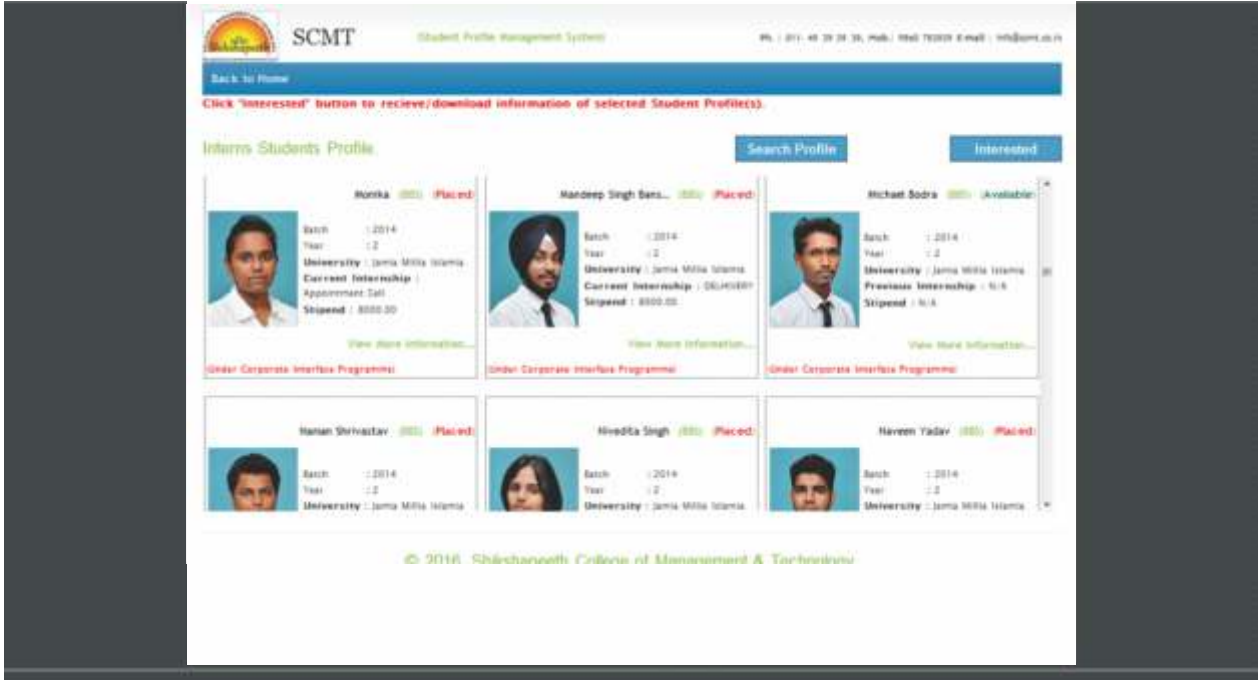 SCMT
Student Profile Management System
Back to Home
Click "Interested" button to recieve/download information of selected Student Profile(s).
Interns Students Profile
Search Profile
Interested
Monika (Placed)
Batch : 2014
Year : 2
University : Jamia Millia Islamia
Current Internship :
Appointment Call
Stipend : 8000.00
View More Information...
Under Corporate Interface Programme
Mandeep Singh Bans... (Placed)
Batch : 2014
Year : 2
University : Jamia Millia Islamia
Current Internship : DELHIVERY
Stipend : 8000.00
View More Information...
Under Corporate Interface Programme
Michael Bodra (Available)
Batch : 2014
Year : 2
University : Jamia Millia Islamia
Previous Internship : N/A
Stipend : N/A
View More Information...
Under Corporate Interface Programme
Manan Shrivastav (Placed)
Batch : 2014
Year : 2
University : Jamia Millia Islamia
Nivedita Singh (Placed)
Batch : 2014
Year : 2
University : Jamia Millia Islamia
Naveen Yadav (Placed)
Batch : 2014
Year : 2
University : Jamia Millia Islamia
© 2016 Shikshapeeth College of Management & Technology